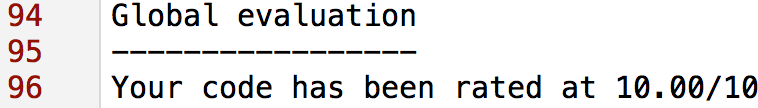 94 Global evaluation
95 -----------------
96 Your code has been rated at 10.00/10